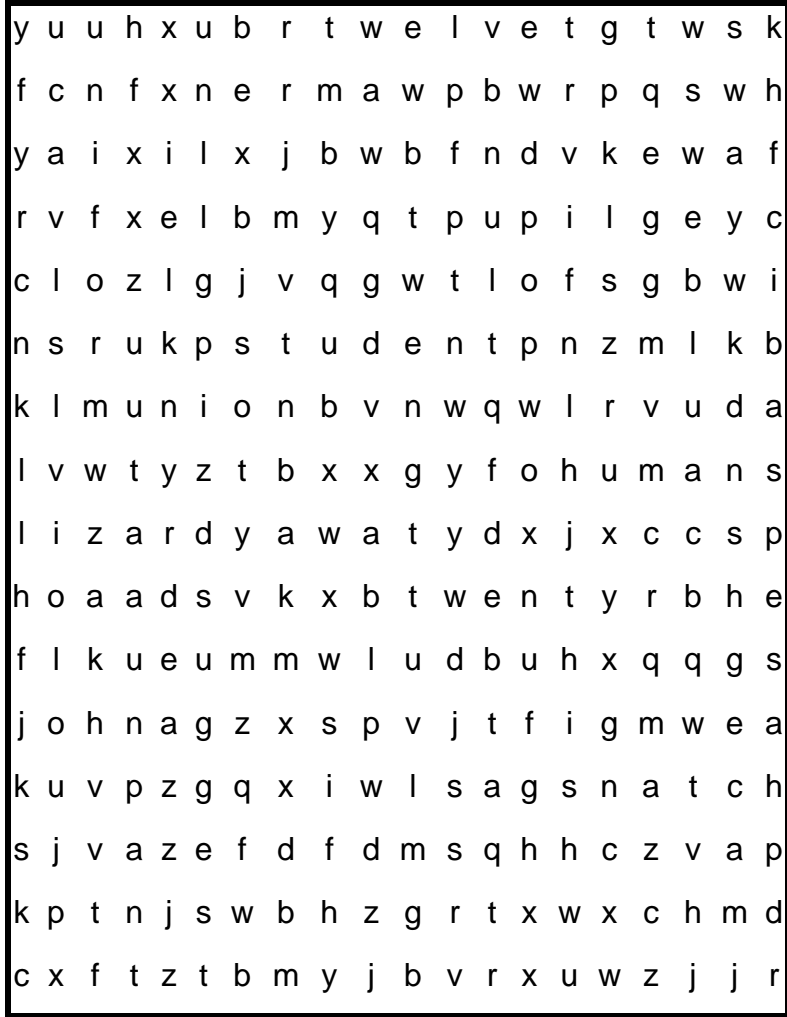 y u u h x u b r t w e l v e t g t w s k
f c n f x n e r m a w p b w r p q s w h
y a i x i l x j b w b f n d v k e w a f
r v f x e l b m y q t p u p i l g e y c
c l o z l g j v q g w t l o f s g b w i
n s r u k p s t u d e n t p n z m l k b
k l m u n i o n b v n w q w l r v u d a
l v w t y z t b x x g y f o h u m a n s
l i z a r d y a w a t y d x j x c c s p
h o a a d s v k x b t w e n t y r b h e
f l k u e u m m w l u d b u h x q q g s
j o h n a g z x s p v j t f i g m w e a
k u v p z g q x i w l s a g s n a t c h
s j v a z e f d f d m s q h h c z v a p
k p t n j s w b h z g r t x w x c h m d
c x f t z t b m y j b v r x u w z j j r